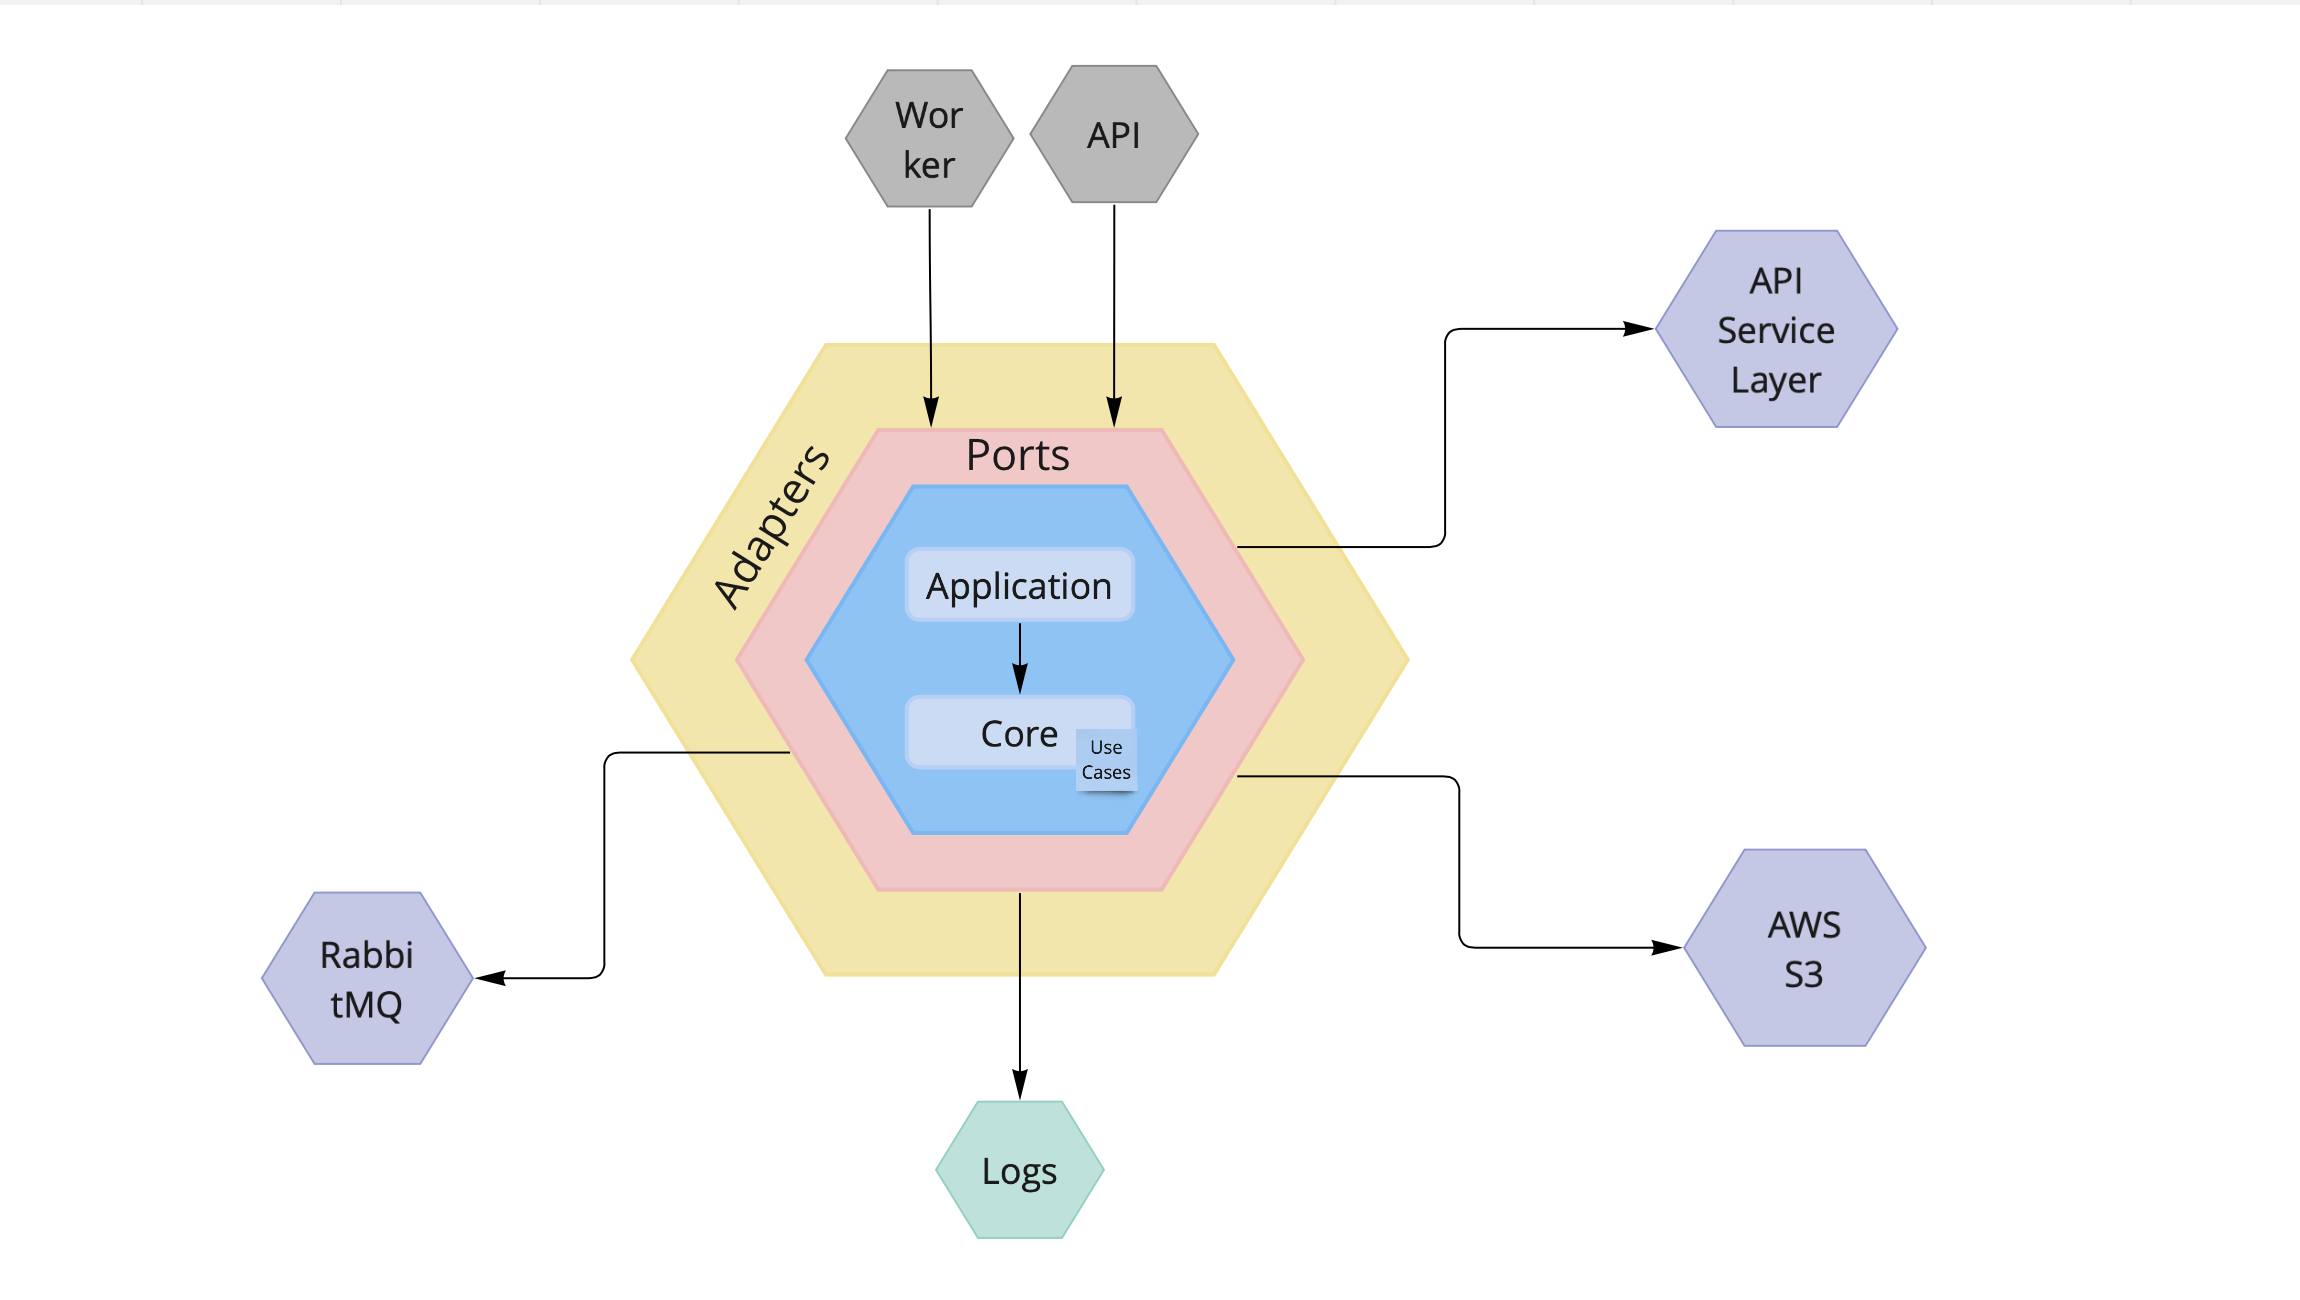 Wor
ker
API
API
Service
Layer
Ports
Adapters
Application
Core
Use
Cases
Rabbi
tMQ
AWS
S3
Logs